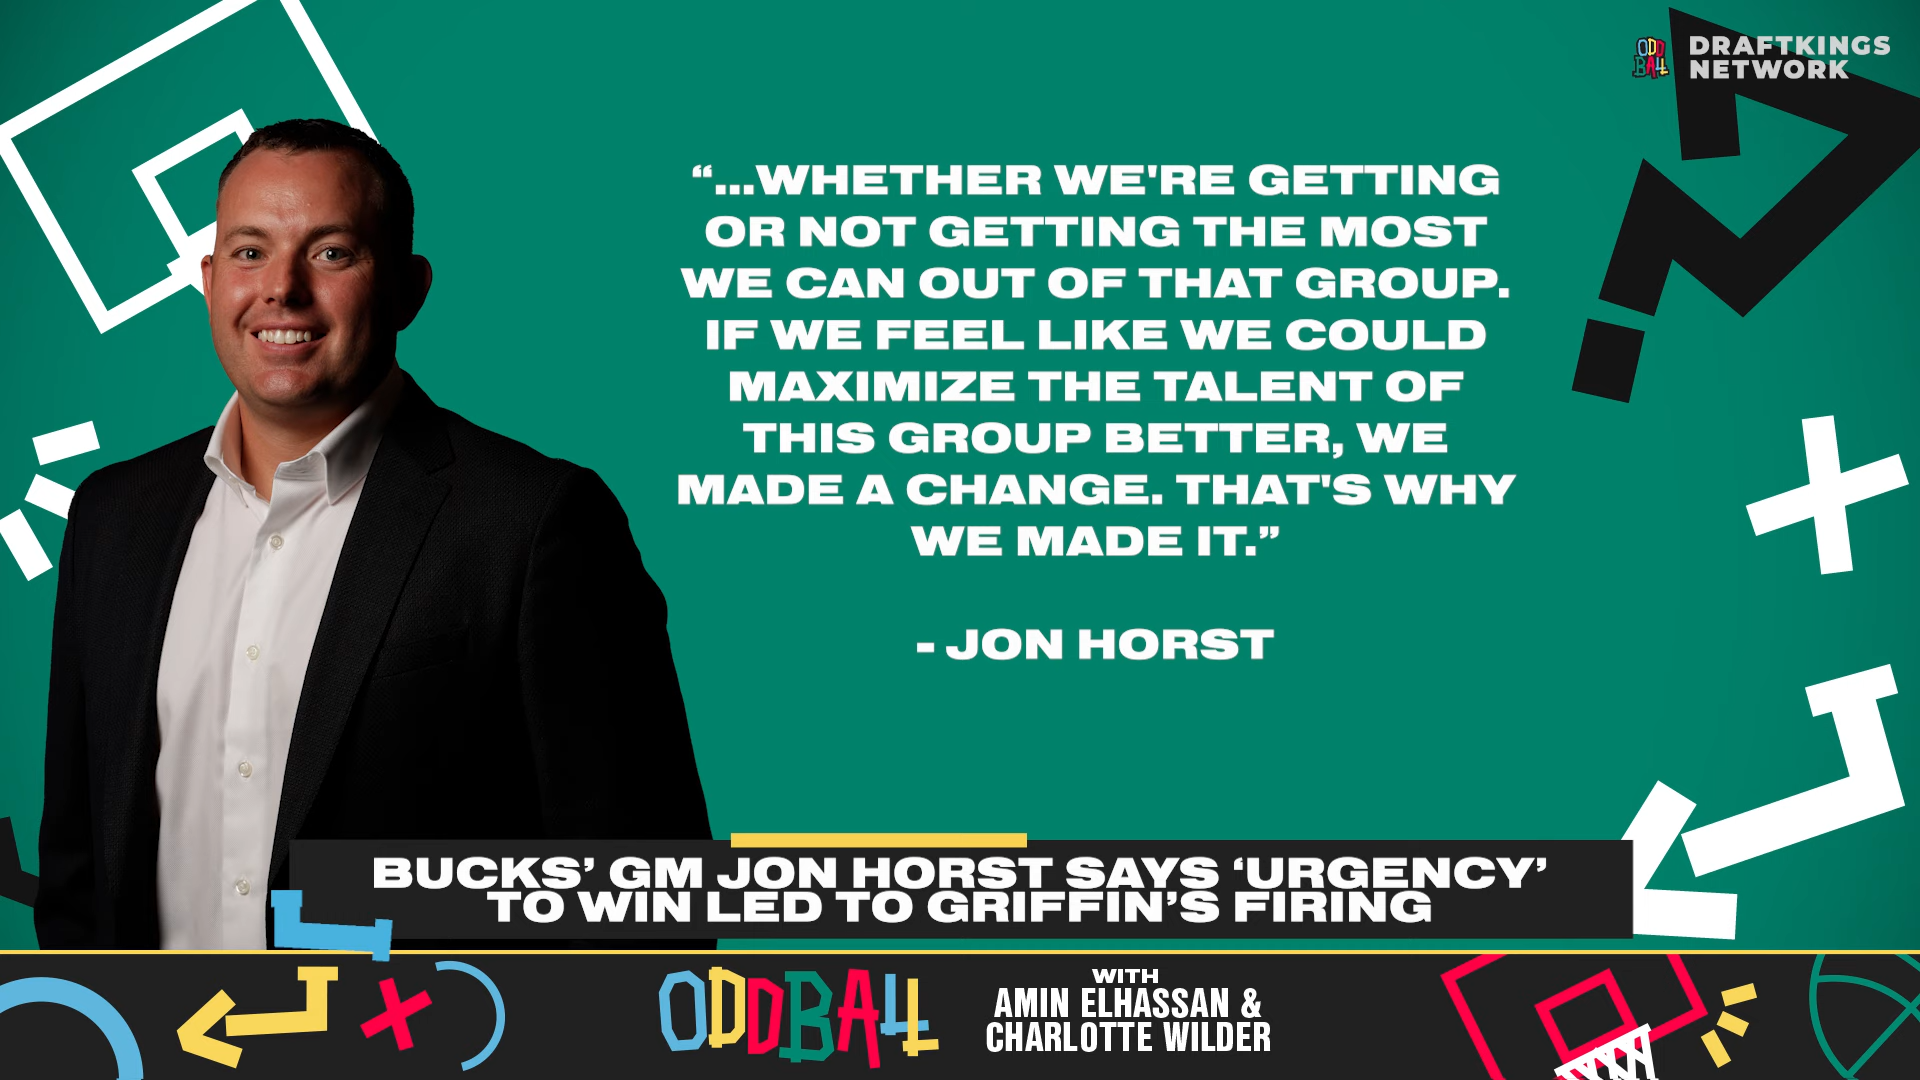 ODD
BALL
DRAFTKINGS
NETWORK
“...WHETHER WE'RE GETTING
OR NOT GETTING THE MOST
WE CAN OUT OF THAT GROUP.
IF WE FEEL LIKE WE COULD
MAXIMIZE THE TALENT OF
THIS GROUP BETTER, WE
MADE A CHANGE. THAT'S WHY
WE MADE IT.”
- JON HORST
BUCKS’ GM JON HORST SAYS ‘URGENCY’
TO WIN LED TO GRIFFIN’S FIRING
ODDBALL
WITH
AMIN ELHASSAN &
CHARLOTTE WILDER